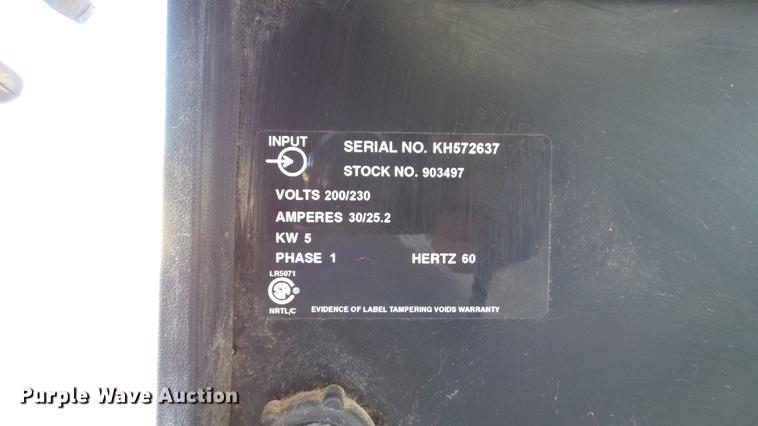 INPUT
SERIAL NO. KH572637
STOCK NO. 903497
VOLTS 200/230
AMPERES 30/25.2
KW 5
PHASE 1 HERTZ 60
LR5071
NRTL/C
EVIDENCE OF LABEL TAMPERING VOIDS WARRANTY
Purple Wave Auction